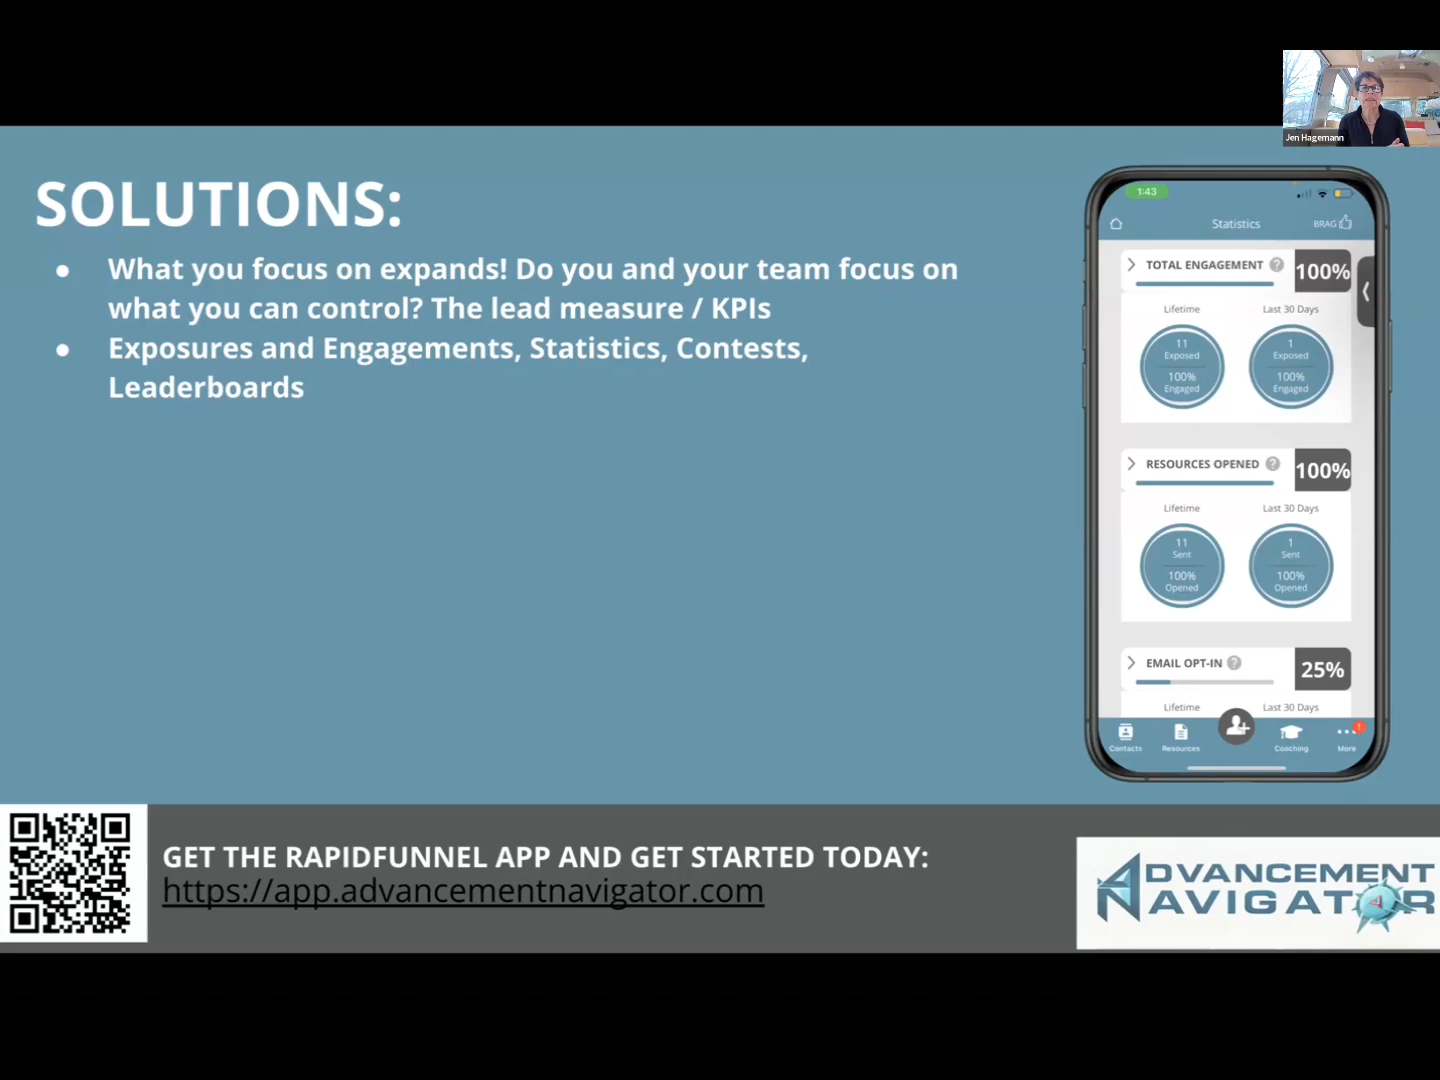 Jen Hagemann
SOLUTIONS:
• What you focus on expands! Do you and your team focus on
what you can control? The lead measure / KPIs
• Exposures and Engagements, Statistics, Contests,
Leaderboards
1:43
Statistics
BRAG
TOTAL ENGAGEMENT ? 100%
Lifetime Last 30 Days
11 1
Exposed Exposed
100% 100%
Engaged Engaged
RESOURCES OPENED ? 100%
Lifetime Last 30 Days
11 1
Sent Sent
100% 100%
Opened Opened
EMAIL OPT-IN ? 25%
Lifetime Last 30 Days
Contacts Resources Coaching More
GET THE RAPIDFUNNEL APP AND GET STARTED TODAY:
https://app.advancementnavigator.com
ADVANCEMENT
NAVIGATOR